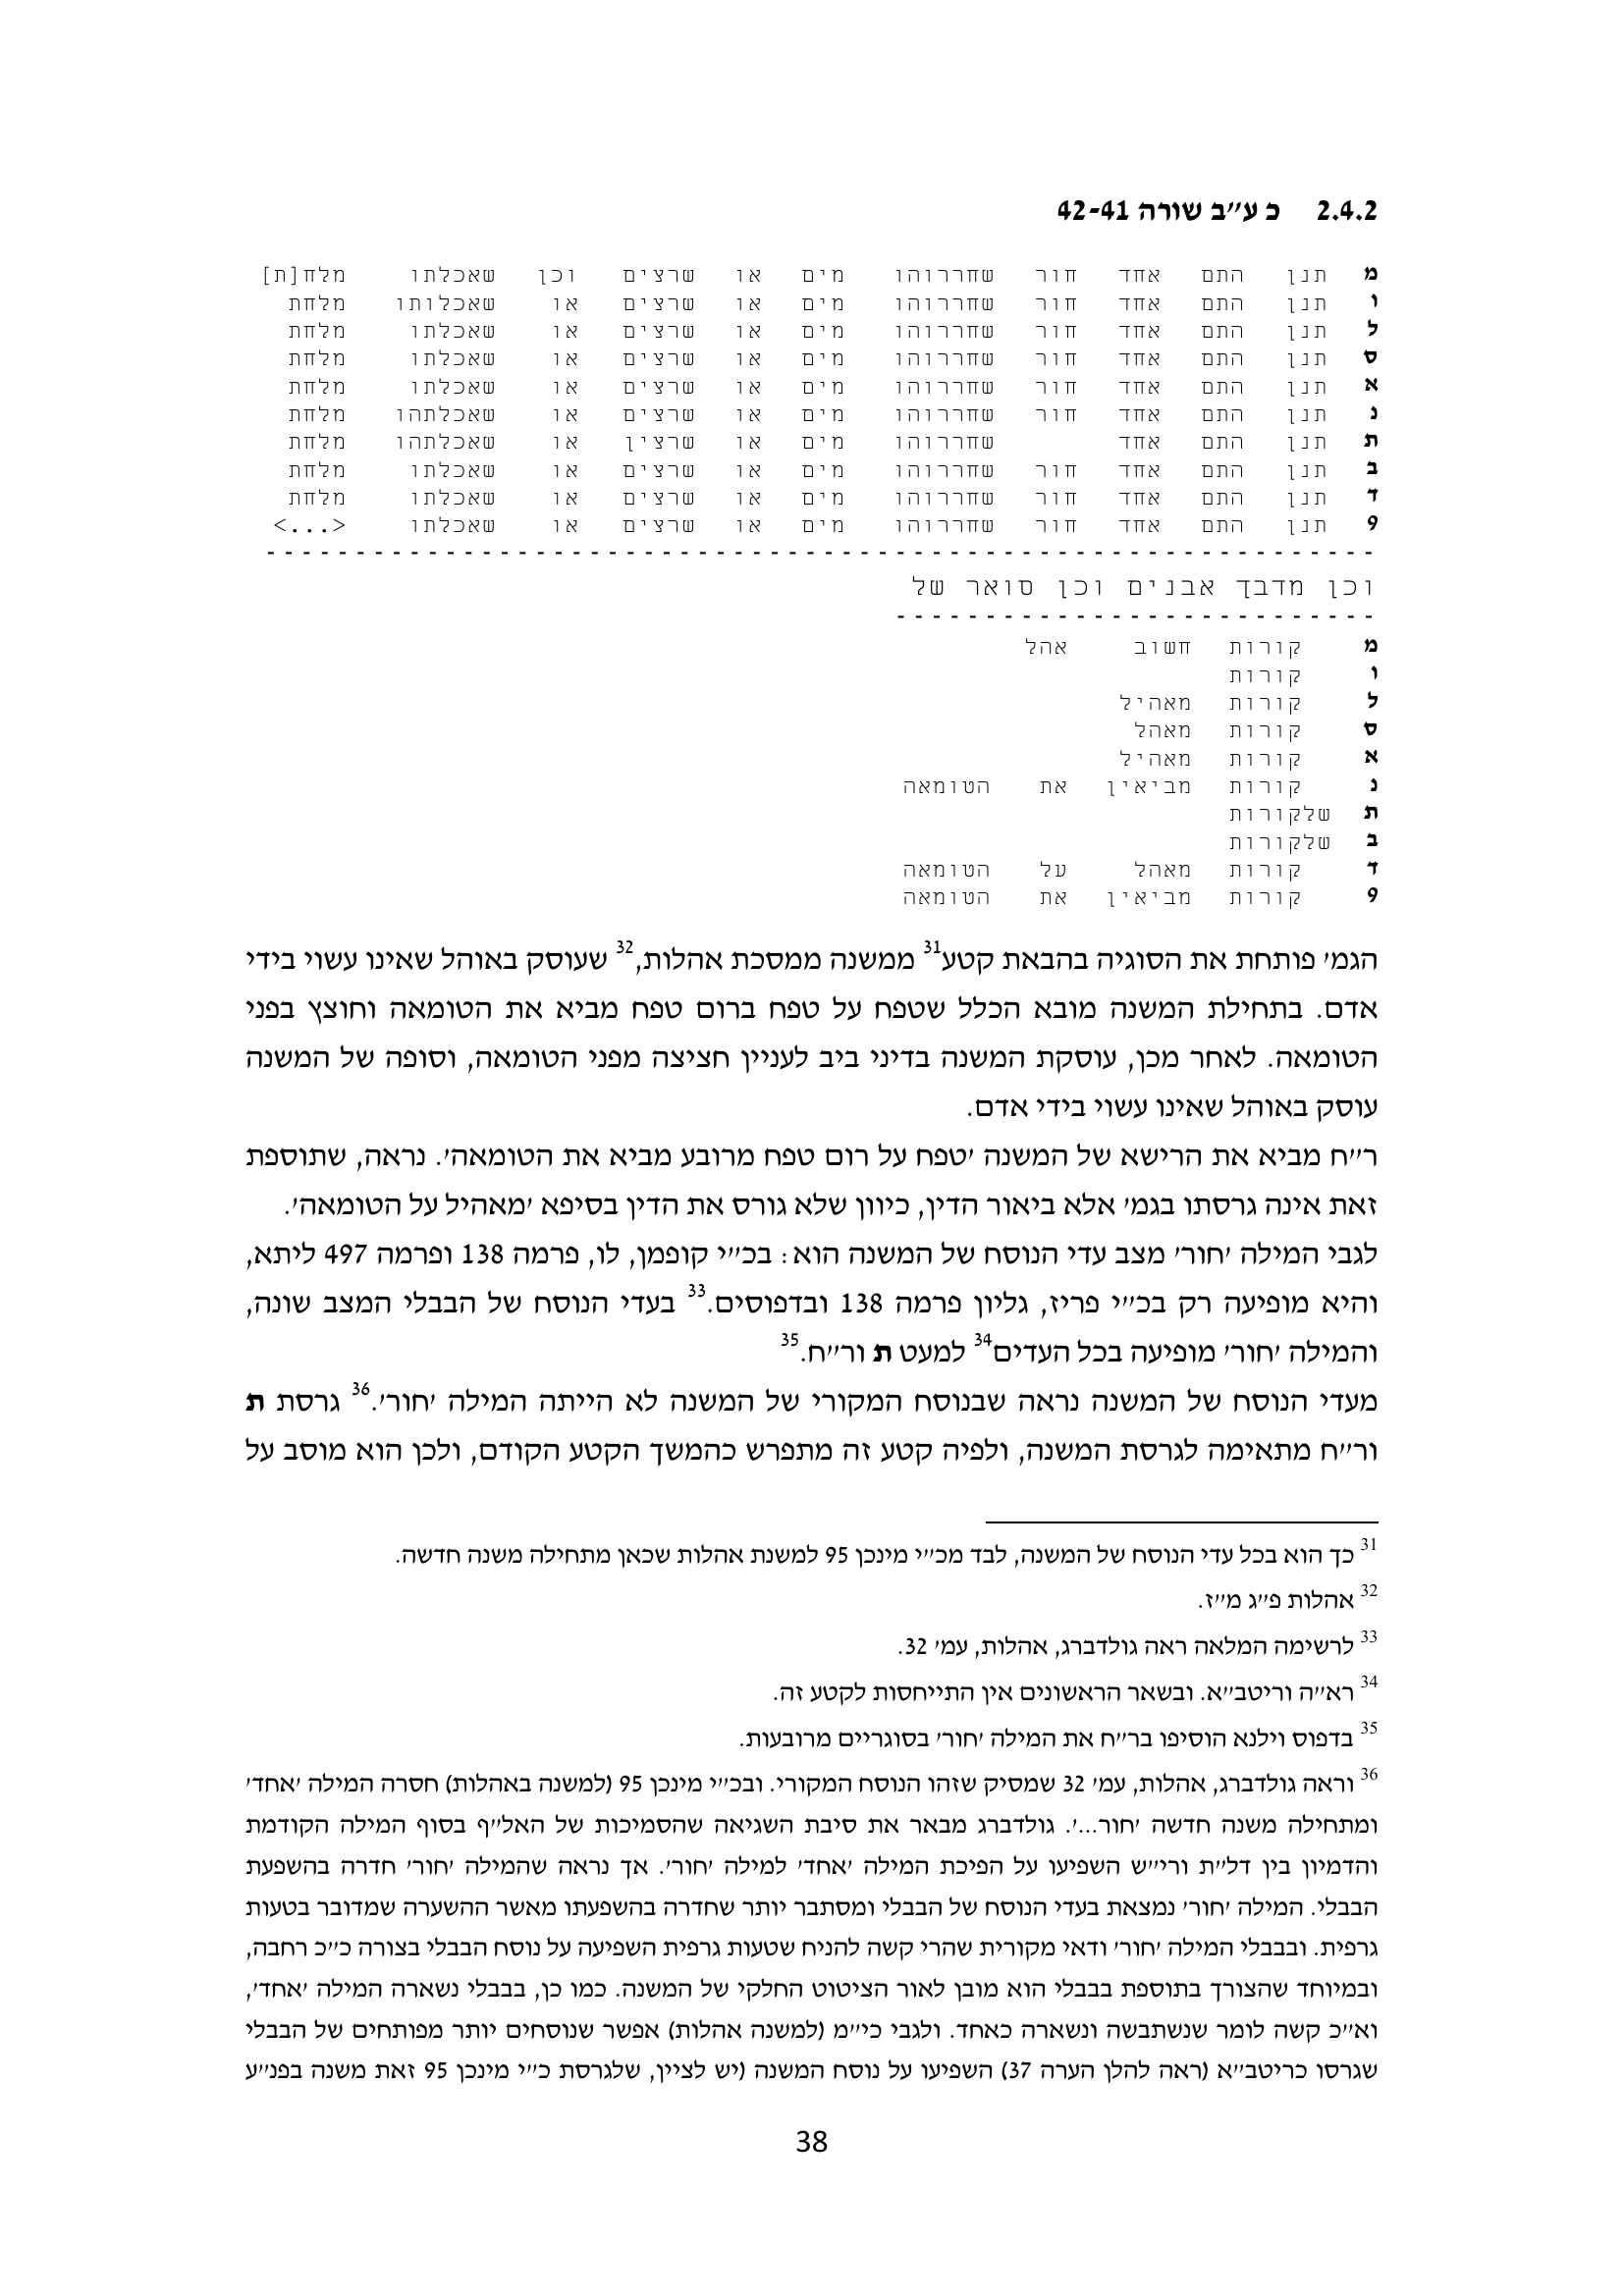 2.4.2 כ ע״ב שורה 42-41
מ תנן התם אחד חור שחררוהו מים או שרצים וכן שאכלתו מלח[ת]
ו תנן התם אחד חור שחררוהו מים או שרצים או שאכלותו מלחת
ל תנן התם אחד חור שחררוהו מים או שרצים או שאכלתו מלחת
ס תנן התם אחד חור שחררוהו מים או שרצים או שאכלתו מלחת
א תנן התם אחד חור שחררוהו מים או שרצים או שאכלתו מלחת
נ תנן התם אחד חור שחררוהו מים או שרצים או שאכלתהו מלחת
ת תנן התם אחד שחררוהו מים או שרצין או שאכלתהו מלחת
ב תנן התם אחד חור שחררוהו מים או שרצים או שאכלתו מלחת
ד תנן התם אחד חור שחררוהו מים או שרצים או שאכלתו מלחת
9 תנן התם אחד חור שחררוהו מים או שרצים או שאכלתו <...>
וכן מדבך אבנים וכן סואר של
מ קורות חשוב אהל
ו קורות
ל קורות מאהיל
ס קורות מאהל
א קורות מאהיל
נ קורות מביאין את הטומאה
ת שלקורות
ב שלקורות
ד קורות מאהל על הטומאה
9 קורות מביאין את הטומאה
הגמ׳ פותחת את הסוגיה בהבאת קטע31 ממשנה ממסכת אהלות,32 שעוסק באוהל שאינו עשוי בידי
אדם. בתחילת המשנה מובא הכלל שטפח על טפח ברום טפח מביא את הטומאה וחוצץ בפני
הטומאה. לאחר מכן, עוסקת המשנה בדיני ביב לעניין חציצה מפני הטומאה, וסופה של המשנה
עוסק באוהל שאינו עשוי בידי אדם.
ר״ח מביא את הרישא של המשנה ׳טפח על רום טפח מרובע מביא את הטומאה׳. נראה, שתוספת
זאת אינה גרסתו בגמ׳ אלא ביאור הדין, כיוון שלא גורס את הדין בסיפא ׳מאהיל על הטומאה׳.
לגבי המילה ׳חור׳ מצב עדי הנוסח של המשנה הוא: בכ״י קופמן, לו, פרמה 138 ופרמה 497 ליתא,
והיא מופיעה רק בכ״י פריז, גליון פרמה 138 ובדפוסים.33 בעדי הנוסח של הבבלי המצב שונה,
והמילה ׳חור׳ מופיעה בכל העדים34 למעט ת ור״ח.35
מעדי הנוסח של המשנה נראה שבנוסח המקורי של המשנה לא הייתה המילה ׳חור׳.36 גרסת ת
ור״ח מתאימה לגרסת המשנה, ולפיה קטע זה מתפרש כהמשך הקטע הקודם, ולכן הוא מוסב על
31 כך הוא בכל עדי הנוסח של המשנה, לבד מכ״י מינכן 95 למשנת אהלות שכאן מתחילה משנה חדשה.
32 אהלות פ״ג מ״ז.
33 לרשימה המלאה ראה גולדברג, אהלות, עמ׳ 32.
34 רא״ה וריטב״א. ובשאר הראשונים אין התייחסות לקטע זה.
35 בדפוס וילנא הוסיפו בר״ח את המילה ׳חור׳ בסוגריים מרובעות.
36 וראה גולדברג, אהלות, עמ׳ 32 שמסיק שזהו הנוסח המקורי. ובכ״י מינכן 95 (למשנה באהלות) חסרה המילה ׳אחד׳
ומתחילה משנה חדשה ׳חור...׳. גולדברג מבאר את סיבת השגיאה שהסמיכות של האל״ף בסוף המילה הקודמת
והדמיון בין דל״ת ורי״ש השפיעו על הפיכת המילה ׳אחד׳ למילה ׳חור׳. אך נראה שהמילה ׳חור׳ חדרה בהשפעת
הבבלי. המילה ׳חור׳ נמצאת בעדי הנוסח של הבבלי ומסתבר יותר שחדרה בהשפעתו מאשר ההשערה שמדובר בטעות
גרפית. ובבבלי המילה ׳חור׳ ודאי מקורית שהרי קשה להניח שטעות גרפית השפיעה על נוסח הבבלי בצורה כ״כ רחבה,
ובמיוחד שהצורך בתוספת בבבלי הוא מובן לאור הציטוט החלקי של המשנה. כמו כן, בבבלי נשארה המילה ׳אחד׳,
וא״כ קשה לומר שנשתבשה ונשארה כאחד. ולגבי כי״מ (למשנה אהלות) אפשר שנוסחים יותר מפותחים של הבבלי
שגרסו כריטב״א (ראה להלן הערה 37) השפיעו על נוסח המשנה (יש לציין, שלגרסת כ״י מינכן 95 זאת משנה בפנ״ע
38